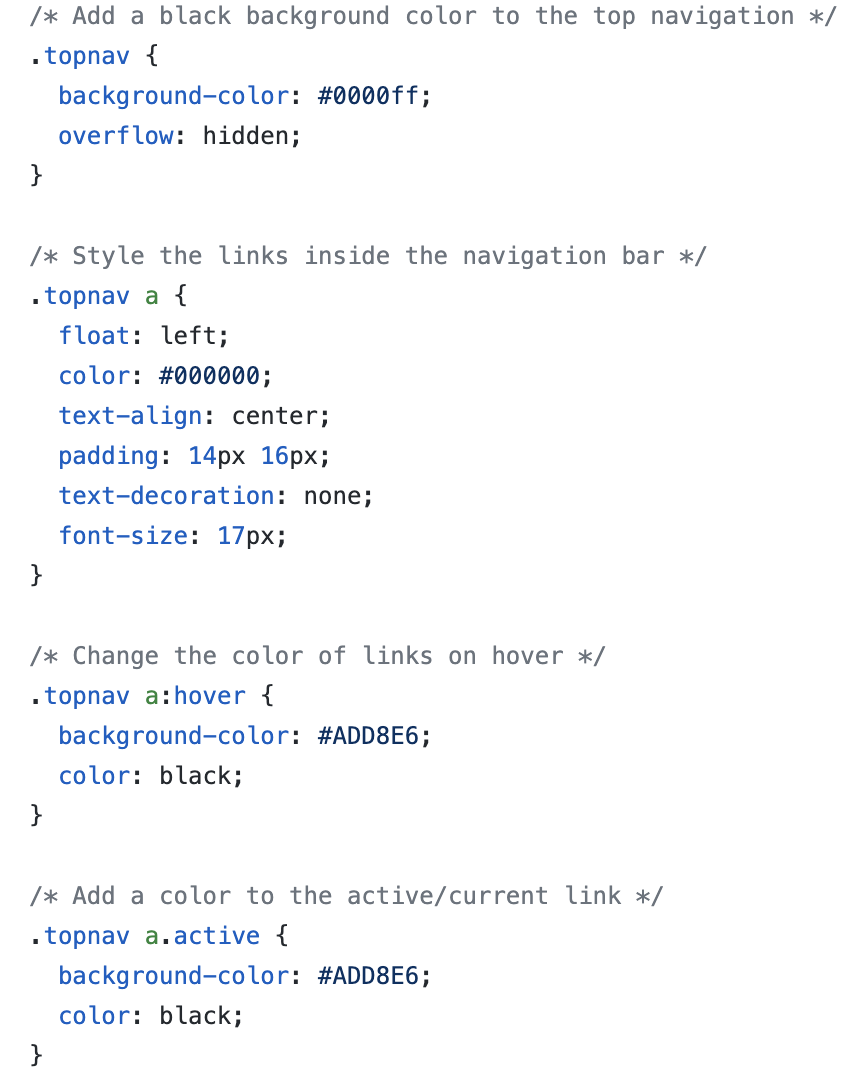 /* Add a black background color to the top navigation */
.topnav {
  background-color: #0000ff;
  overflow: hidden;
}

/* Style the links inside the navigation bar */
.topnav a {
  float: left;
  color: #000000;
  text-align: center;
  padding: 14px 16px;
  text-decoration: none;
  font-size: 17px;
}

/* Change the color of links on hover */
.topnav a:hover {
  background-color: #ADD8E6;
  color: black;
}

/* Add a color to the active/current link */
.topnav a.active {
  background-color: #ADD8E6;
  color: black;
}